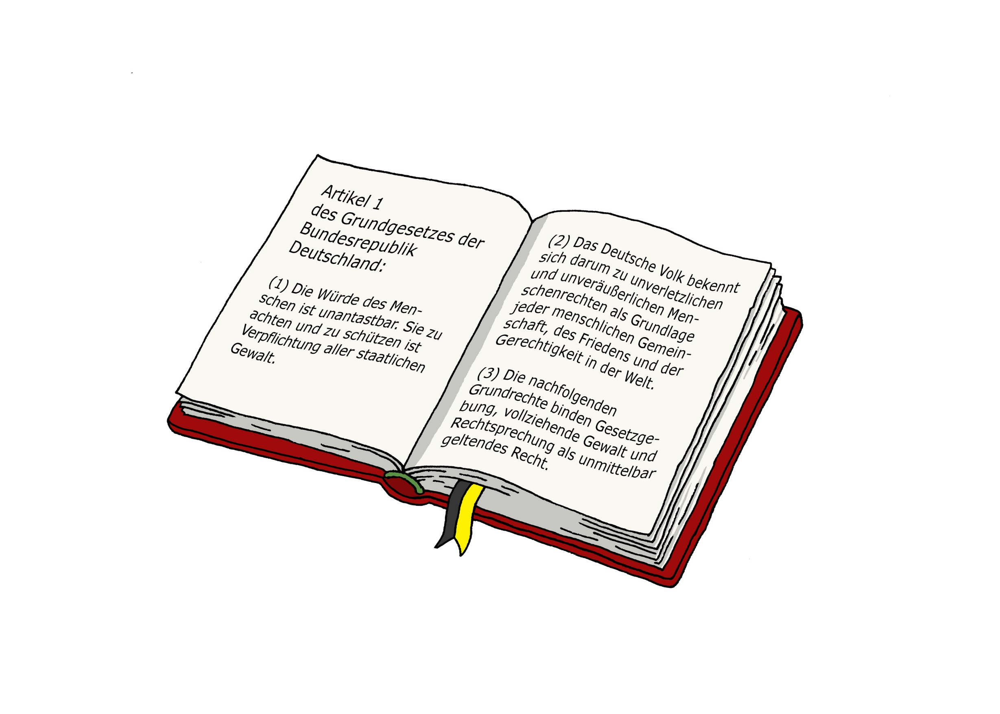 Artikel 1
des Grundgesetzes der
Bundesrepublik
Deutschland:
(1) Die Würde des Men-
schen ist unantastbar. Sie zu
achten und zu schützen ist
Verpflichtung aller staatlichen
Gewalt.
(2) Das Deutsche Volk bekennt
sich darum zu unverletzlichen
und unveräußerlichen Men-
schenrechten als Grundlage
jeder menschlichen Gemein-
schaft, des Friedens und der
Gerechtigkeit in der Welt.
(3) Die nachfolgenden
Grundrechte binden Gesetzge-
bung, vollziehende Gewalt und
Rechtsprechung als unmittelbar
geltendes Recht.